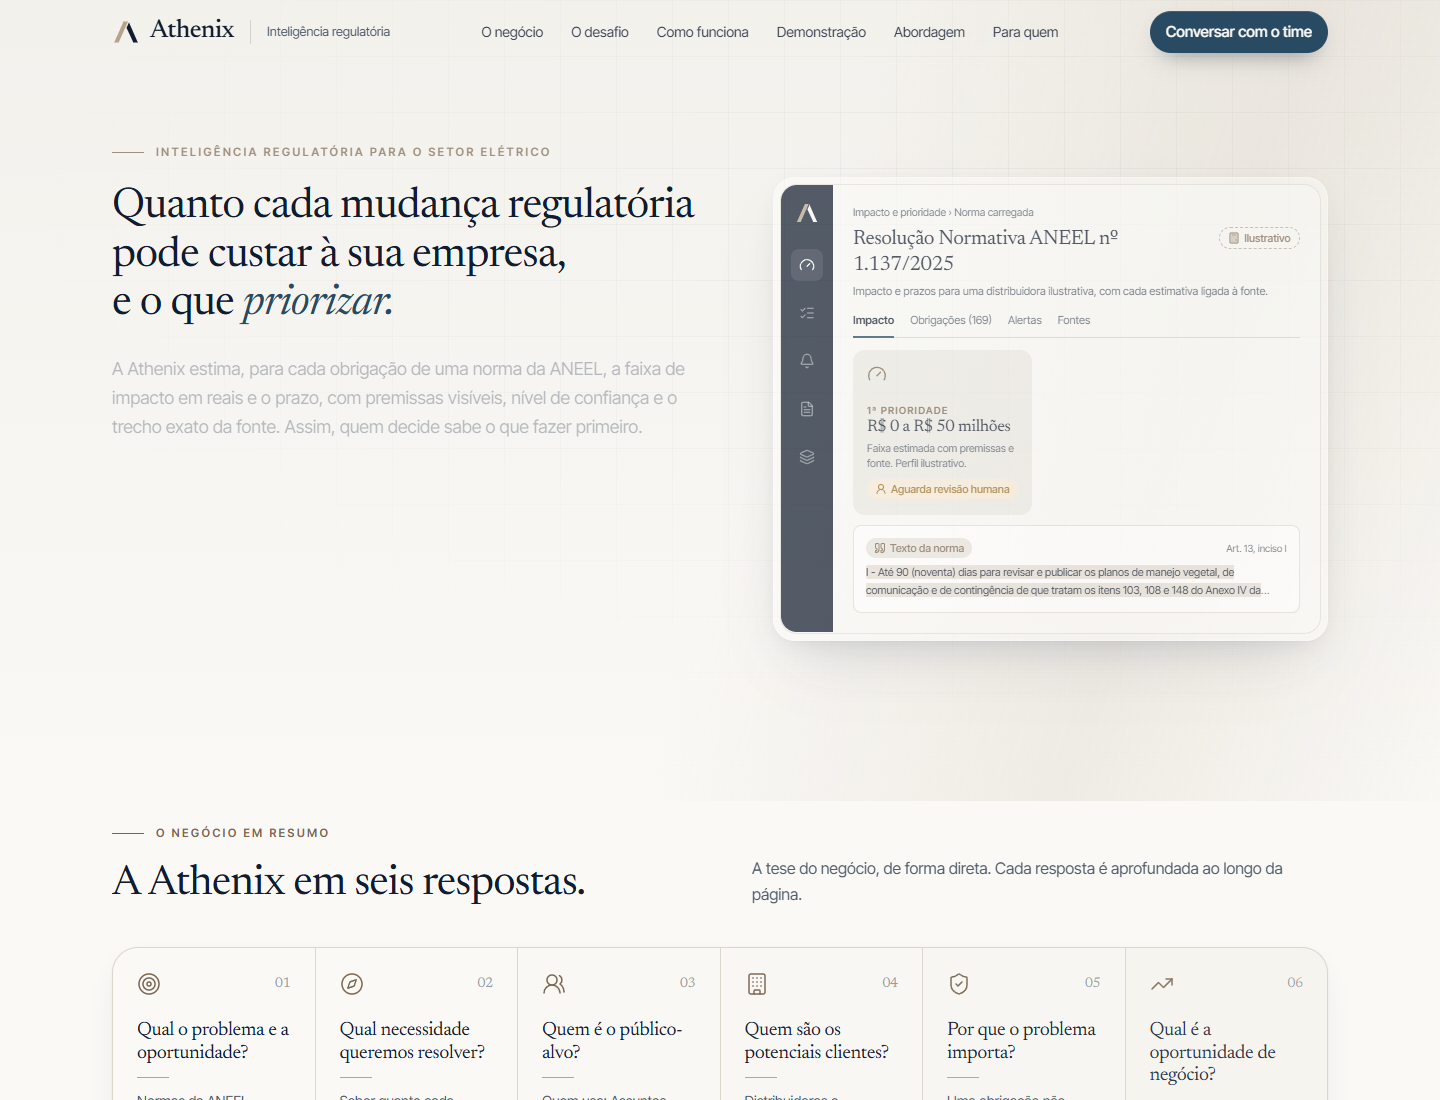 Athenix
Inteligência regulatória
O negócio
O desafio
Como funciona
Demonstração
Abordagem
Para quem
Conversar com o time
INTELIGÊNCIA REGULATÓRIA PARA O SETOR ELÉTRICO
Quanto cada mudança regulatória
pode custar à sua empresa,
e o que priorizar.
A Athenix estima, para cada obrigação de uma norma da ANEEL, a faixa de
impacto em reais e o prazo, com premissas visíveis, nível de confiança e o
trecho exato da fonte. Assim, quem decide sabe o que fazer primeiro.
Impacto e prioridade › Norma carregada
Resolução Normativa ANEEL nº
1.137/2025
Ilustrativo
Impacto e prazos para uma distribuidora ilustrativa, com cada estimativa ligada à fonte.
Impacto
Obrigações (169)
Alertas
Fontes
1ª PRIORIDADE
R$ 0 a R$ 50 milhões
Faixa estimada com premissas e
fonte. Perfil ilustrativo.
Aguarda revisão humana
Texto da norma
Art. 13, inciso I
I - Até 90 (noventa) dias para revisar e publicar os planos de manejo vegetal, de
comunicação e de contingência de que tratam os itens 103, 108 e 148 do Anexo IV da...
O NEGÓCIO EM RESUMO
A Athenix em seis respostas.
A tese do negócio, de forma direta. Cada resposta é aprofundada ao longo da
página.
01
Qual o problema e a
oportunidade?
02
Qual necessidade
queremos resolver?
03
Quem é o público-
alvo?
04
Quem são os
potenciais clientes?
05
Por que o problema
importa?
06
Qual é a
oportunidade de
negócio?